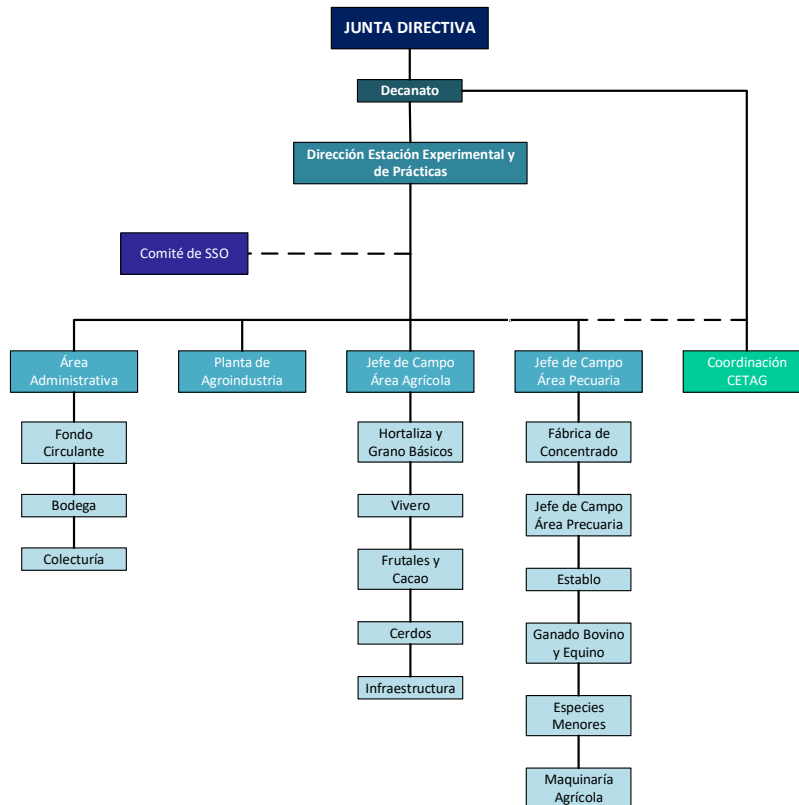 JUNTA DIRECTIVA
Decanato
Dirección Estación Experimental y
de Prácticas
Comité de SSO
Área
Administrativa
Planta de
Agroindustria
Jefe de Campo
Área Agrícola
Jefe de Campo
Área Pecuaria
Coordinación
CETAG
Fondo
Circulante
Bodega
Colecturía
Hortaliza y
Grano Básicos
Vivero
Frutales y
Cacao
Cerdos
Infraestructura
Fábrica de
Concentrado
Jefe de Campo
Área Precuaria
Establo
Ganado Bovino
y Equino
Especies
Menores
Maquinaría
Agrícola